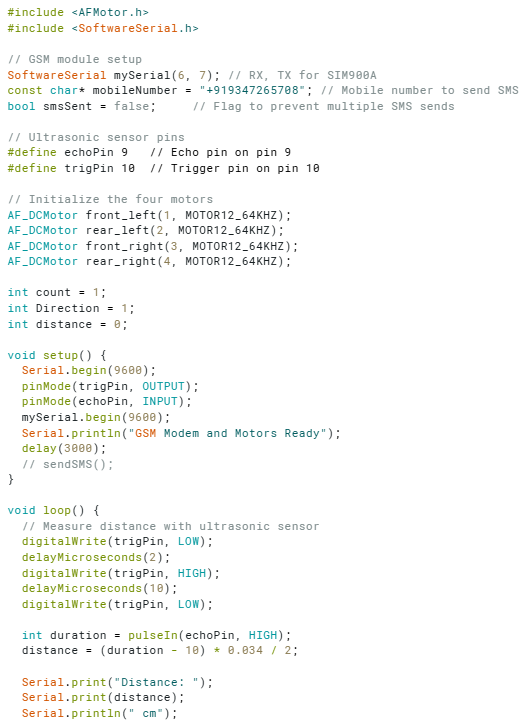 #include <AFMotor.h>
#include <SoftwareSerial.h>

// GSM module setup
SoftwareSerial mySerial(6, 7); // RX, TX for SIM900A
const char* mobileNumber = "+919347265708"; // Mobile number to send SMS
bool smsSent = false;     // Flag to prevent multiple SMS sends

// Ultrasonic sensor pins
#define echoPin 9   // Echo pin on pin 9
#define trigPin 10  // Trigger pin on pin 10

// Initialize the four motors
AF_DCMotor front_left(1, MOTOR12_64KHZ);
AF_DCMotor rear_left(2, MOTOR12_64KHZ);
AF_DCMotor front_right(3, MOTOR12_64KHZ);
AF_DCMotor rear_right(4, MOTOR12_64KHZ);

int count = 1;
int Direction = 1;
int distance = 0;

void setup() {
  Serial.begin(9600);
  pinMode(trigPin, OUTPUT);
  pinMode(echoPin, INPUT);
  mySerial.begin(9600);
  Serial.println("GSM Modem and Motors Ready");
  delay(3000);
  // sendSMS();
}

void loop() {
  // Measure distance with ultrasonic sensor
  digitalWrite(trigPin, LOW);
  delayMicroseconds(2);
  digitalWrite(trigPin, HIGH);
  delayMicroseconds(10);
  digitalWrite(trigPin, LOW);

  int duration = pulseIn(echoPin, HIGH);
  distance = (duration - 10) * 0.034 / 2;

  Serial.print("Distance: ");
  Serial.print(distance);
  Serial.println(" cm");